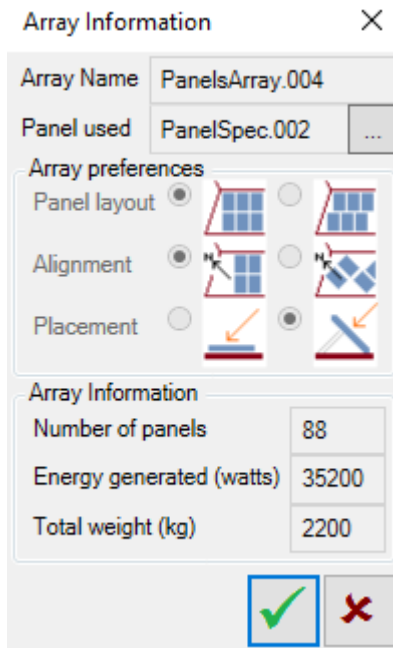 Array Information
Array Name PanelsArray.004
Panel used PanelSpec.002 ...
Array preferences
Panel layout
N N
Alignment
Placement
Array Information
Number of panels 88
Energy generated (watts) 35200
Total weight (kg) 2200